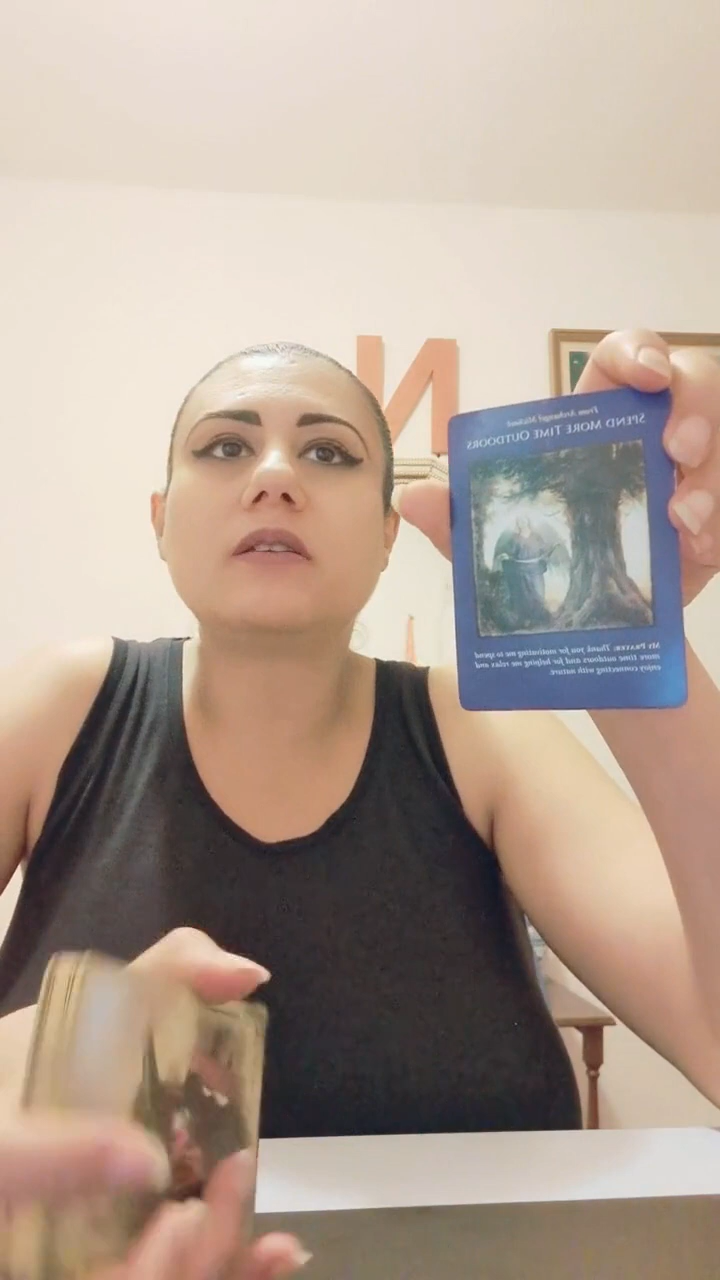 N
From Archangel Michael
SPEND MORE TIME OUTDOORS
MY PRAYER: Thank you for motivating me to spend
more time outdoors and for helping me relax and
enjoy connecting with nature.